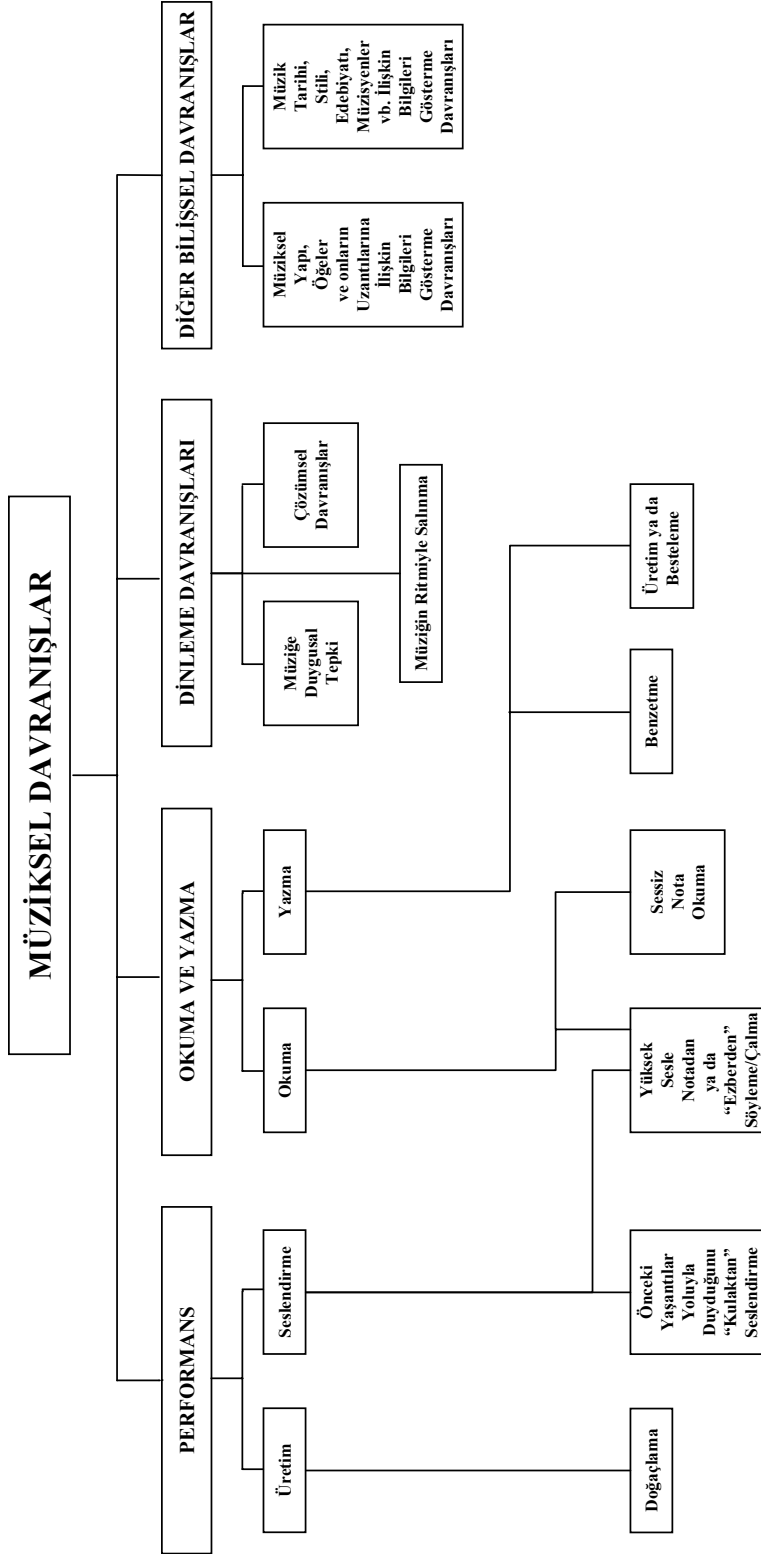 MÜZİKSEL DAVRANIŞLAR
PERFORMANS
OKUMA VE YAZMA
DİNLEME DAVRANIŞLARI
DİĞER BİLİŞSEL DAVRANIŞLAR
Üretim
Seslendirme
Okuma
Yazma
Müziğe
Duygusal
Tepki
Çözümsel
Davranışlar
Müziğin Ritmiyle Salınma
Müziksel
Yapı,
Öğeler
ve onların
Uzantılarına
İlişkin
Bilgileri
Gösterme
Davranışları
Müzik
Tarihi,
Stili,
Edebiyatı,
Müzisyenler
vb. İlişkin
Bilgileri
Gösterme
Davranışları
Doğaçlama
Önceki
Yaşantılar
Yoluyla
Duyduğunu
“Kulaktan”
Seslendirme
Yüksek
Sesle
Notadan
ya da
“Ezberden”
Söyleme/Çalma
Sessiz
Nota
Okuma
Benzetme
Üretim ya da
Besteleme